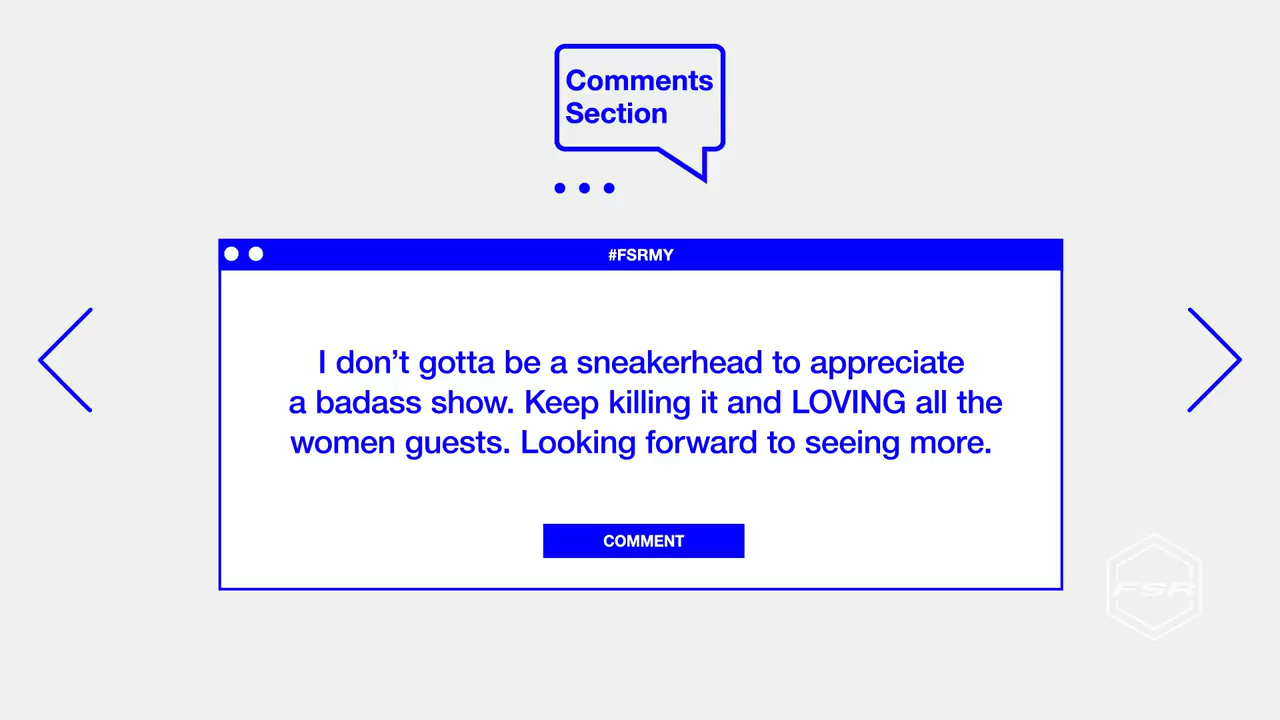 Comments
Section
#FSRMY
I don’t gotta be a sneakerhead to appreciate
a badass show. Keep killing it and LOVING all the
women guests. Looking forward to seeing more.
COMMENT
FSR